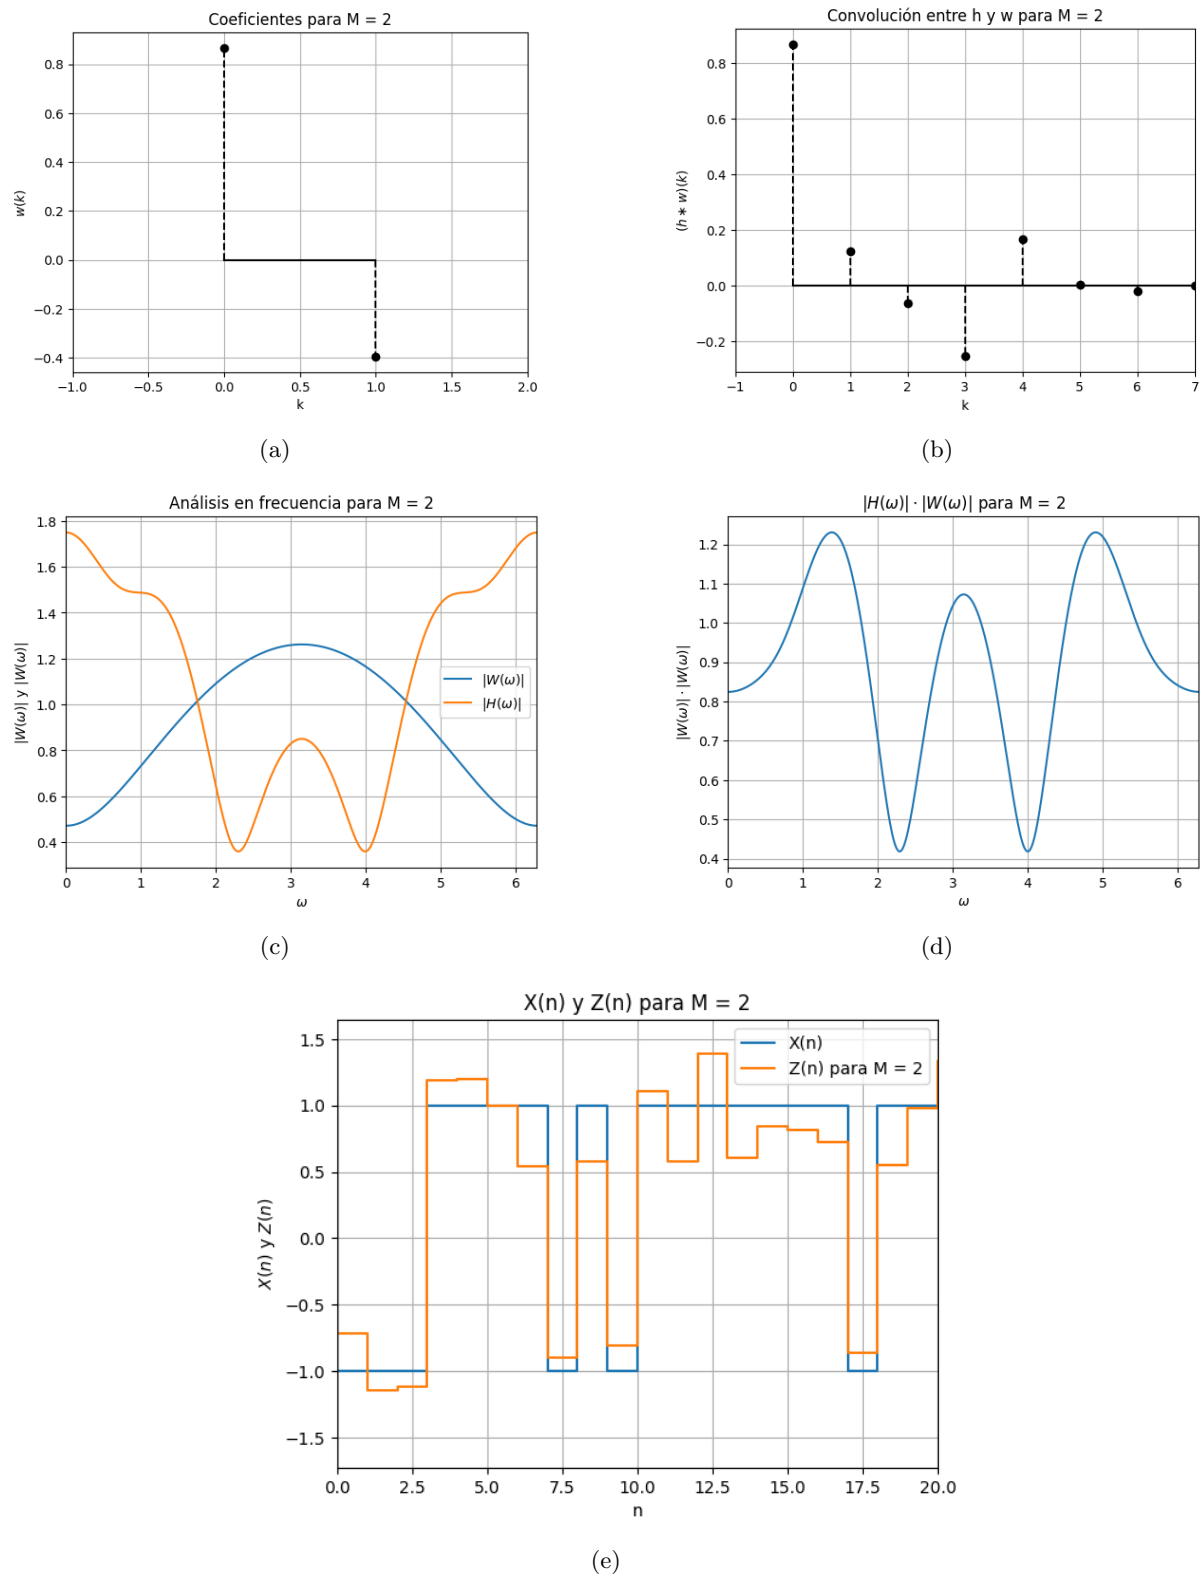 Coeficientes para M = 2
0.8
0.6
0.4
0.2
0.0
−0.2
−0.4
w(k)
−1.0 −0.5 0.0 0.5 1.0 1.5 2.0
k
(a)
Convolución entre h y w para M = 2
0.8
0.6
0.4
0.2
0.0
−0.2
(h ∗ w)(k)
−1 0 1 2 3 4 5 6 7
k
(b)
Análisis en frecuencia para M = 2
1.8
1.6
1.4
1.2
1.0
0.8
0.6
0.4
|W(ω)| y |W(ω)|
|W(ω)|
|H(ω)|
0 1 2 3 4 5 6
ω
(c)
|H(ω)| · |W(ω)| para M = 2
1.2
1.1
1.0
0.9
0.8
0.7
0.6
0.5
0.4
|W(ω)| · |W(ω)|
0 1 2 3 4 5 6
ω
(d)
X(n) y Z(n) para M = 2
1.5
1.0
0.5
0.0
−0.5
−1.0
−1.5
X(n) y Z(n)
X(n)
Z(n) para M = 2
0.0 2.5 5.0 7.5 10.0 12.5 15.0 17.5 20.0
n
(e)